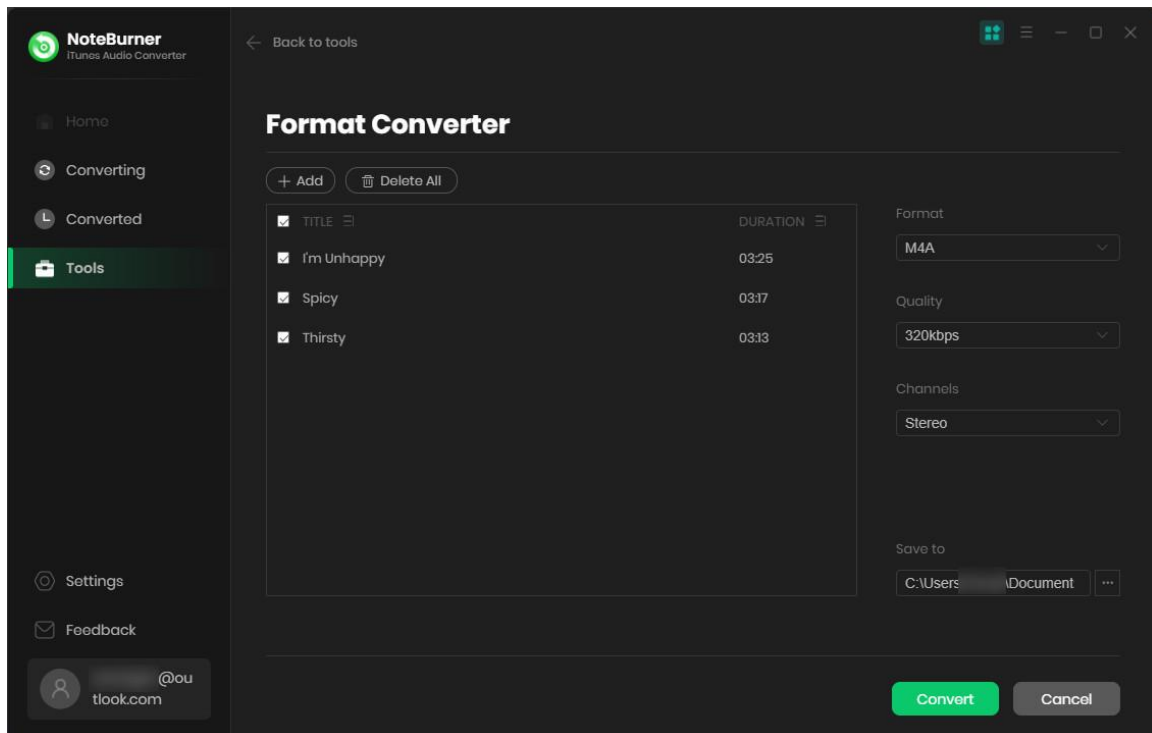 NoteBurner
iTunes Audio Converter
Home
Converting
Converted
Tools
Settings
Feedback
@ou
tlook.com
Back to tools
Format Converter
+ Add
Delete All
TITLE DURATION
I'm Unhappy 03:25
Spicy 03:17
Thirsty 03:13
Format
M4A
Quality
320kbps
Channels
Stereo
Save to
C:\Users \Document ...
Convert Cancel